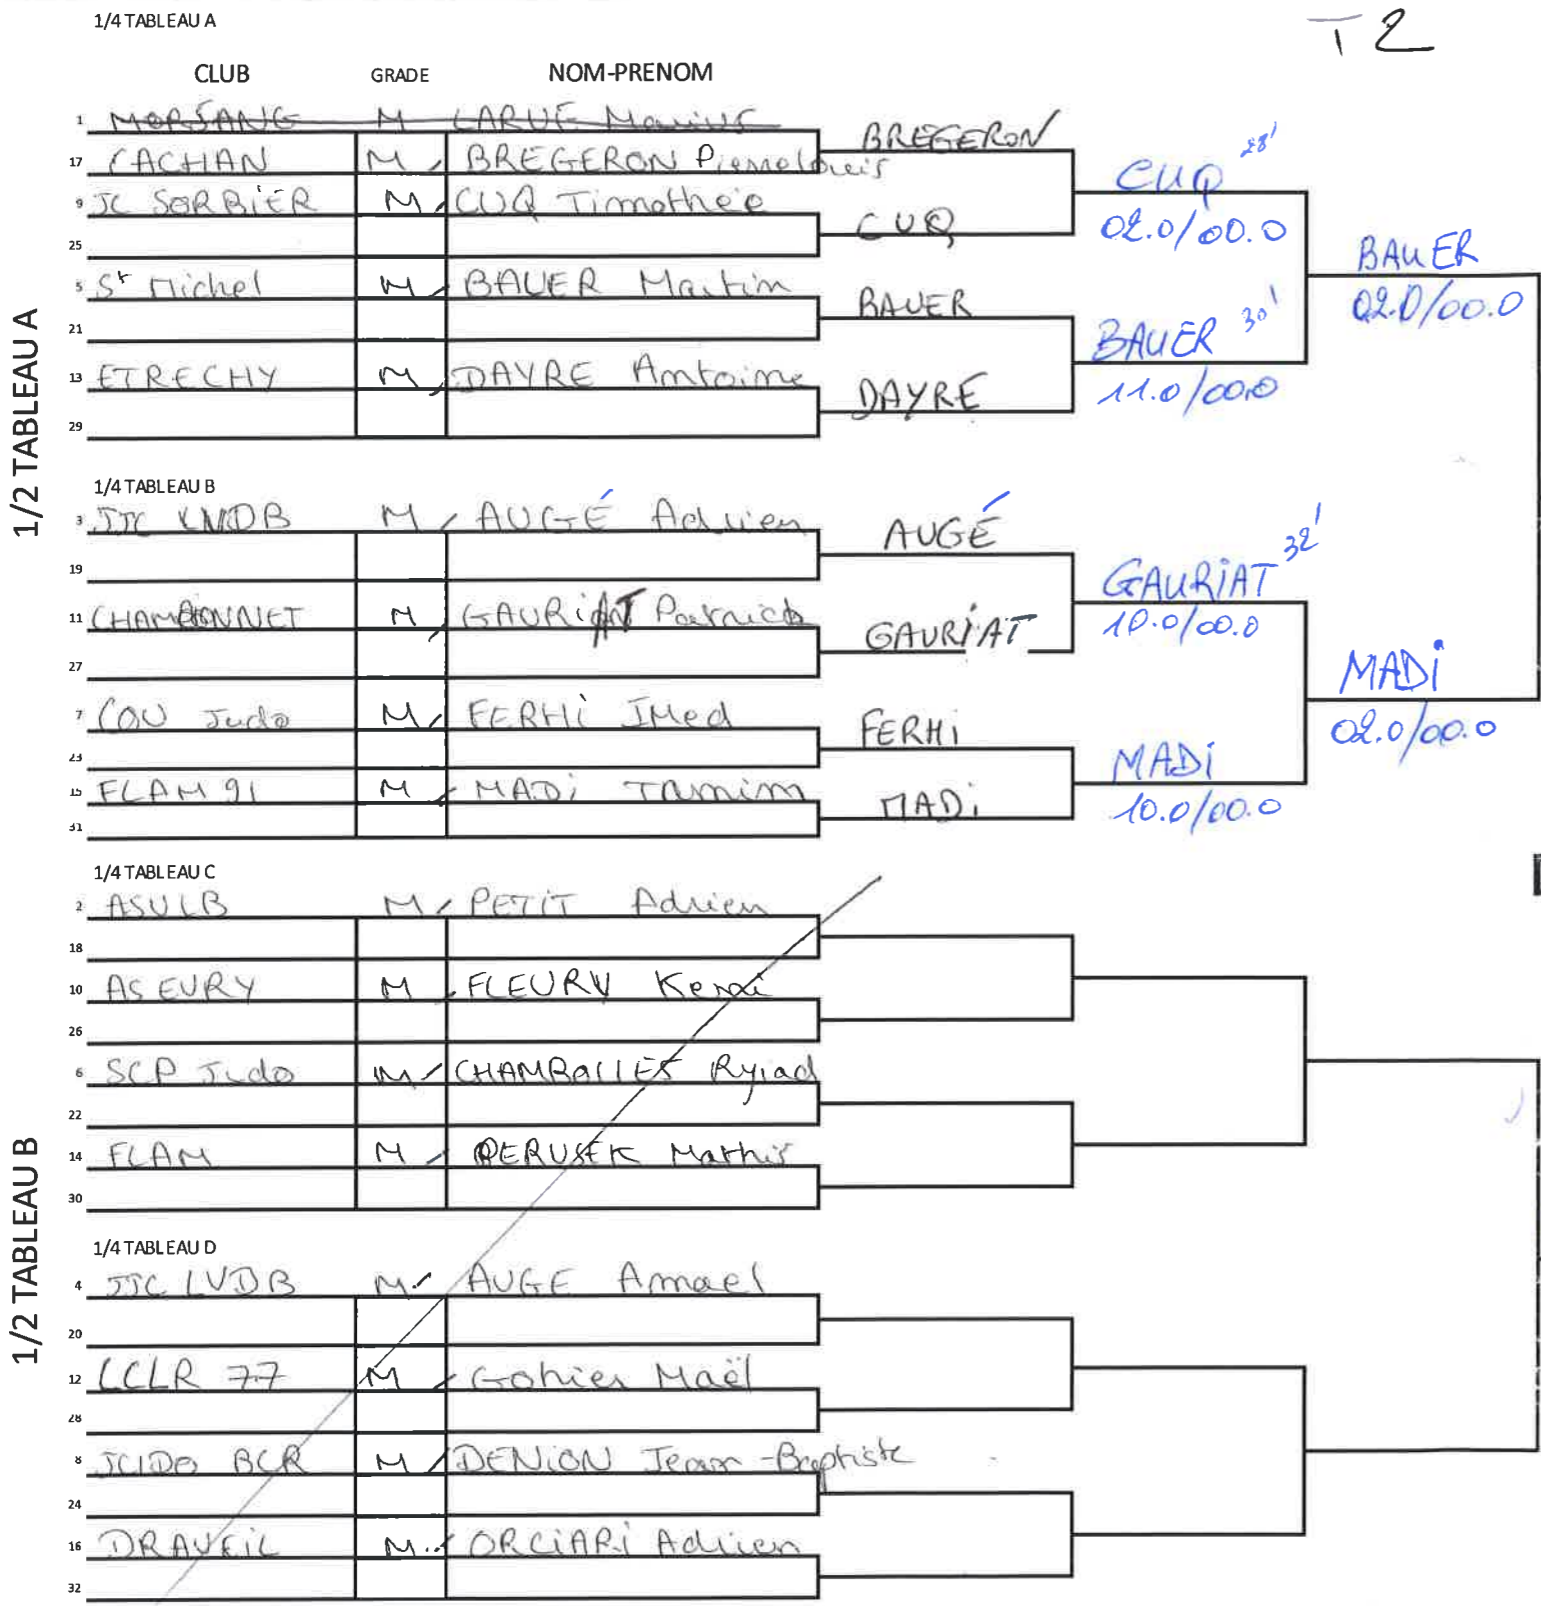 1/4 TABLEAU A
T2
CLUB GRADE NOM-PRENOM
1 MORSANG M LARUE Marius
17 CACHAN M BREGERON Pierrelouis
9 JC SORBIER M CUQ Timothée
25
5 St Michel M BAUER Martin
21
13 ETRECHY M DAYRE Antoine
29
BREGERON
CUQ
BAUER
DAYRE
CUQ 28'
02.0/00.0
BAUER 30'
11.0/00.0
BAUER
02.0/00.0
1/2 TABLEAU A
1/4 TABLEAU B
3 JJC M AUGÉ Adrien
19
11 M GAURIAT Patrick
27
7 COU Judo M FERHi IMed
23
15 FLAM 91 M MADi Tamim
31
AUGÉ
GAURiAT
FERHi
MADi
GAURiAT 32'
10.0/00.0
MADi
10.0/00.0
MADi
02.0/00.0
1/4 TABLEAU C
2 ASULB M PETIT Adrien
18
10 AS EVRY M FLEURY
26
6 SCP Judo M Ryiad
22
14 FLAM M PERUSEK Mathis
30
1/2 TABLEAU B
1/4 TABLEAU D
4 JJC LVDB M AUGE Amael
20
12 LCLR 77 M Gohier Maël
28
8 BCR M DENiON Jean-Baptiste
24
16 DRAVEIL M ORCiARi Adrien
32